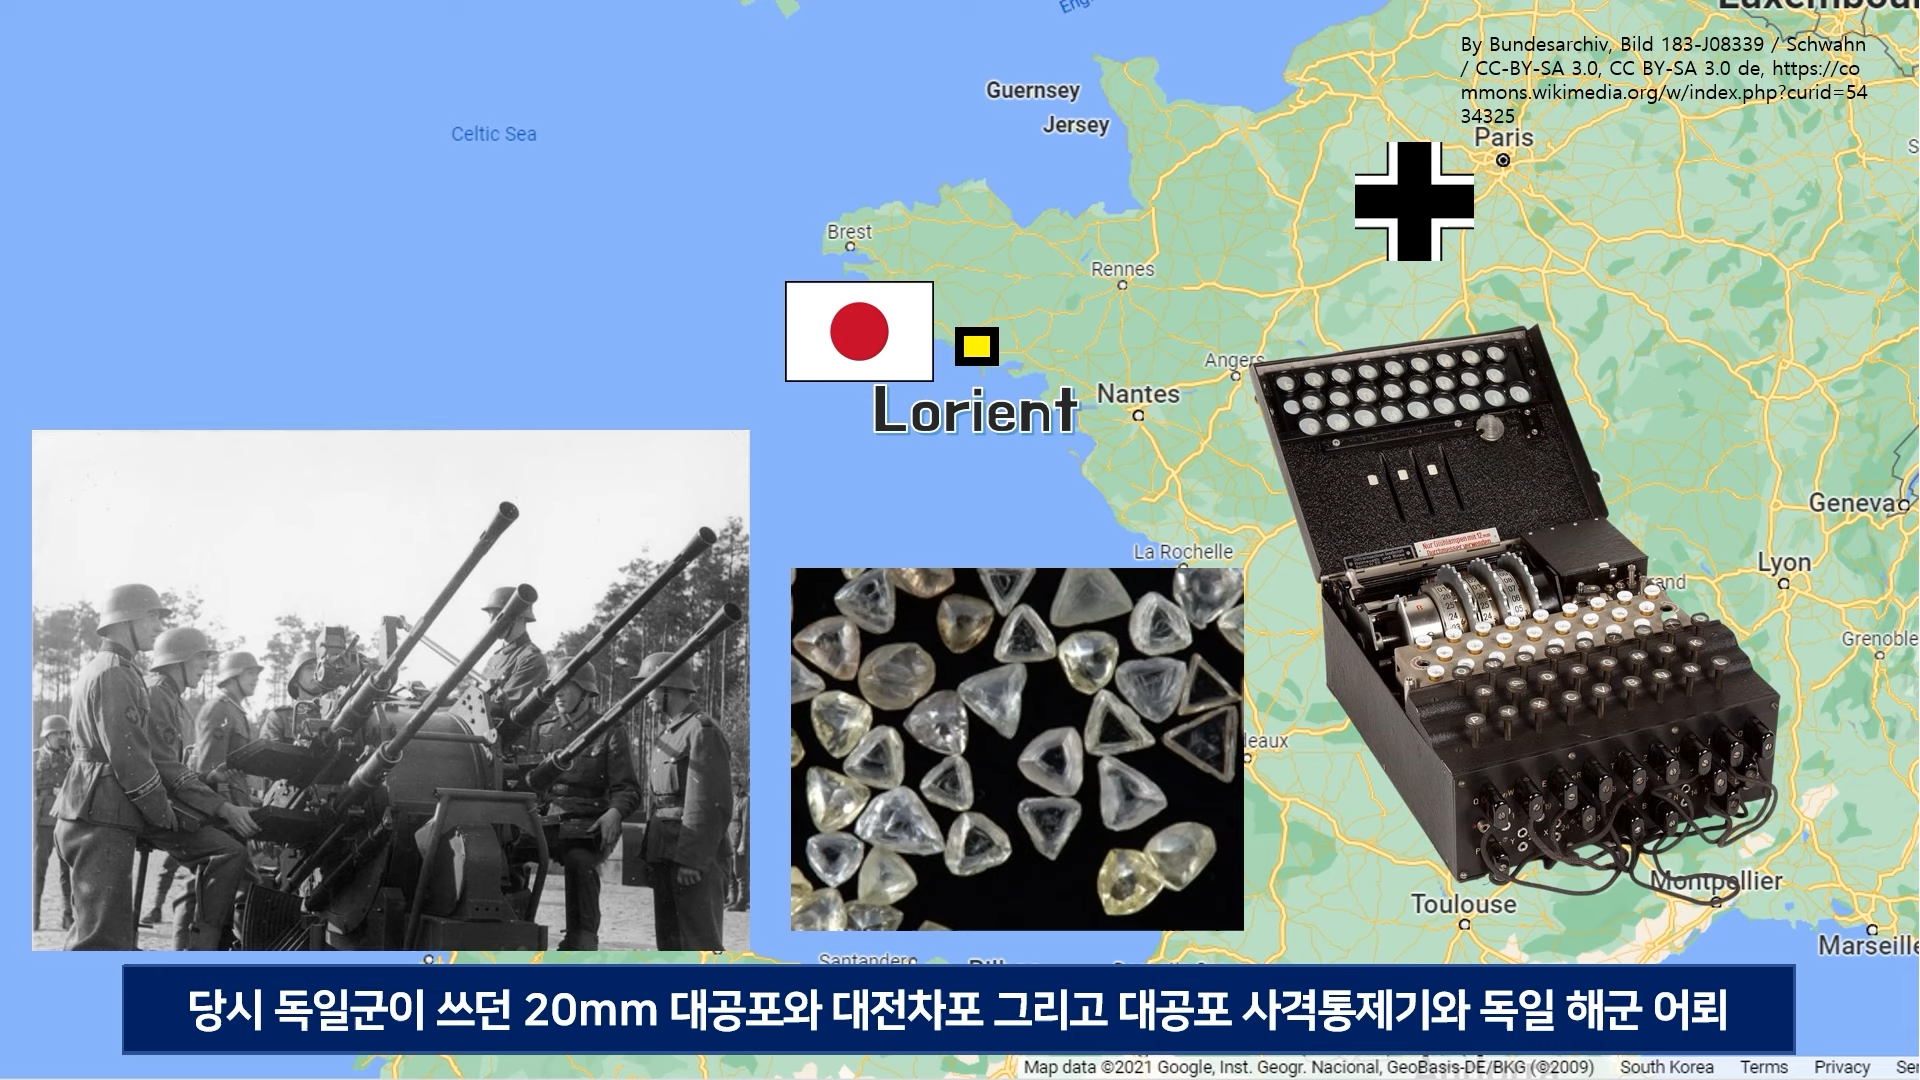 Luxembour
By Bundesarchiv, Bild 183-J08339 / Schwahn
/ CC-BY-SA 3.0, CC BY-SA 3.0 de, https://co
mmons.wikimedia.org/w/index.php?curid=54
34325
Guernsey
Jersey
Celtic Sea
Paris
Brest
Rennes
Angers
Nantes
Lorient
Geneva
La Rochelle
Lyon
rand
Grenoble
eaux
Montpellier
Toulouse
Marseille
Santander
당시 독일군이 쓰던 20mm 대공포와 대전차포 그리고 대공포 사격통제기와 독일 해군 어뢰
Map data ©2021 Google, Inst. Geogr. Nacional, GeoBasis-DE/BKG (©2009) South Korea Terms Privacy